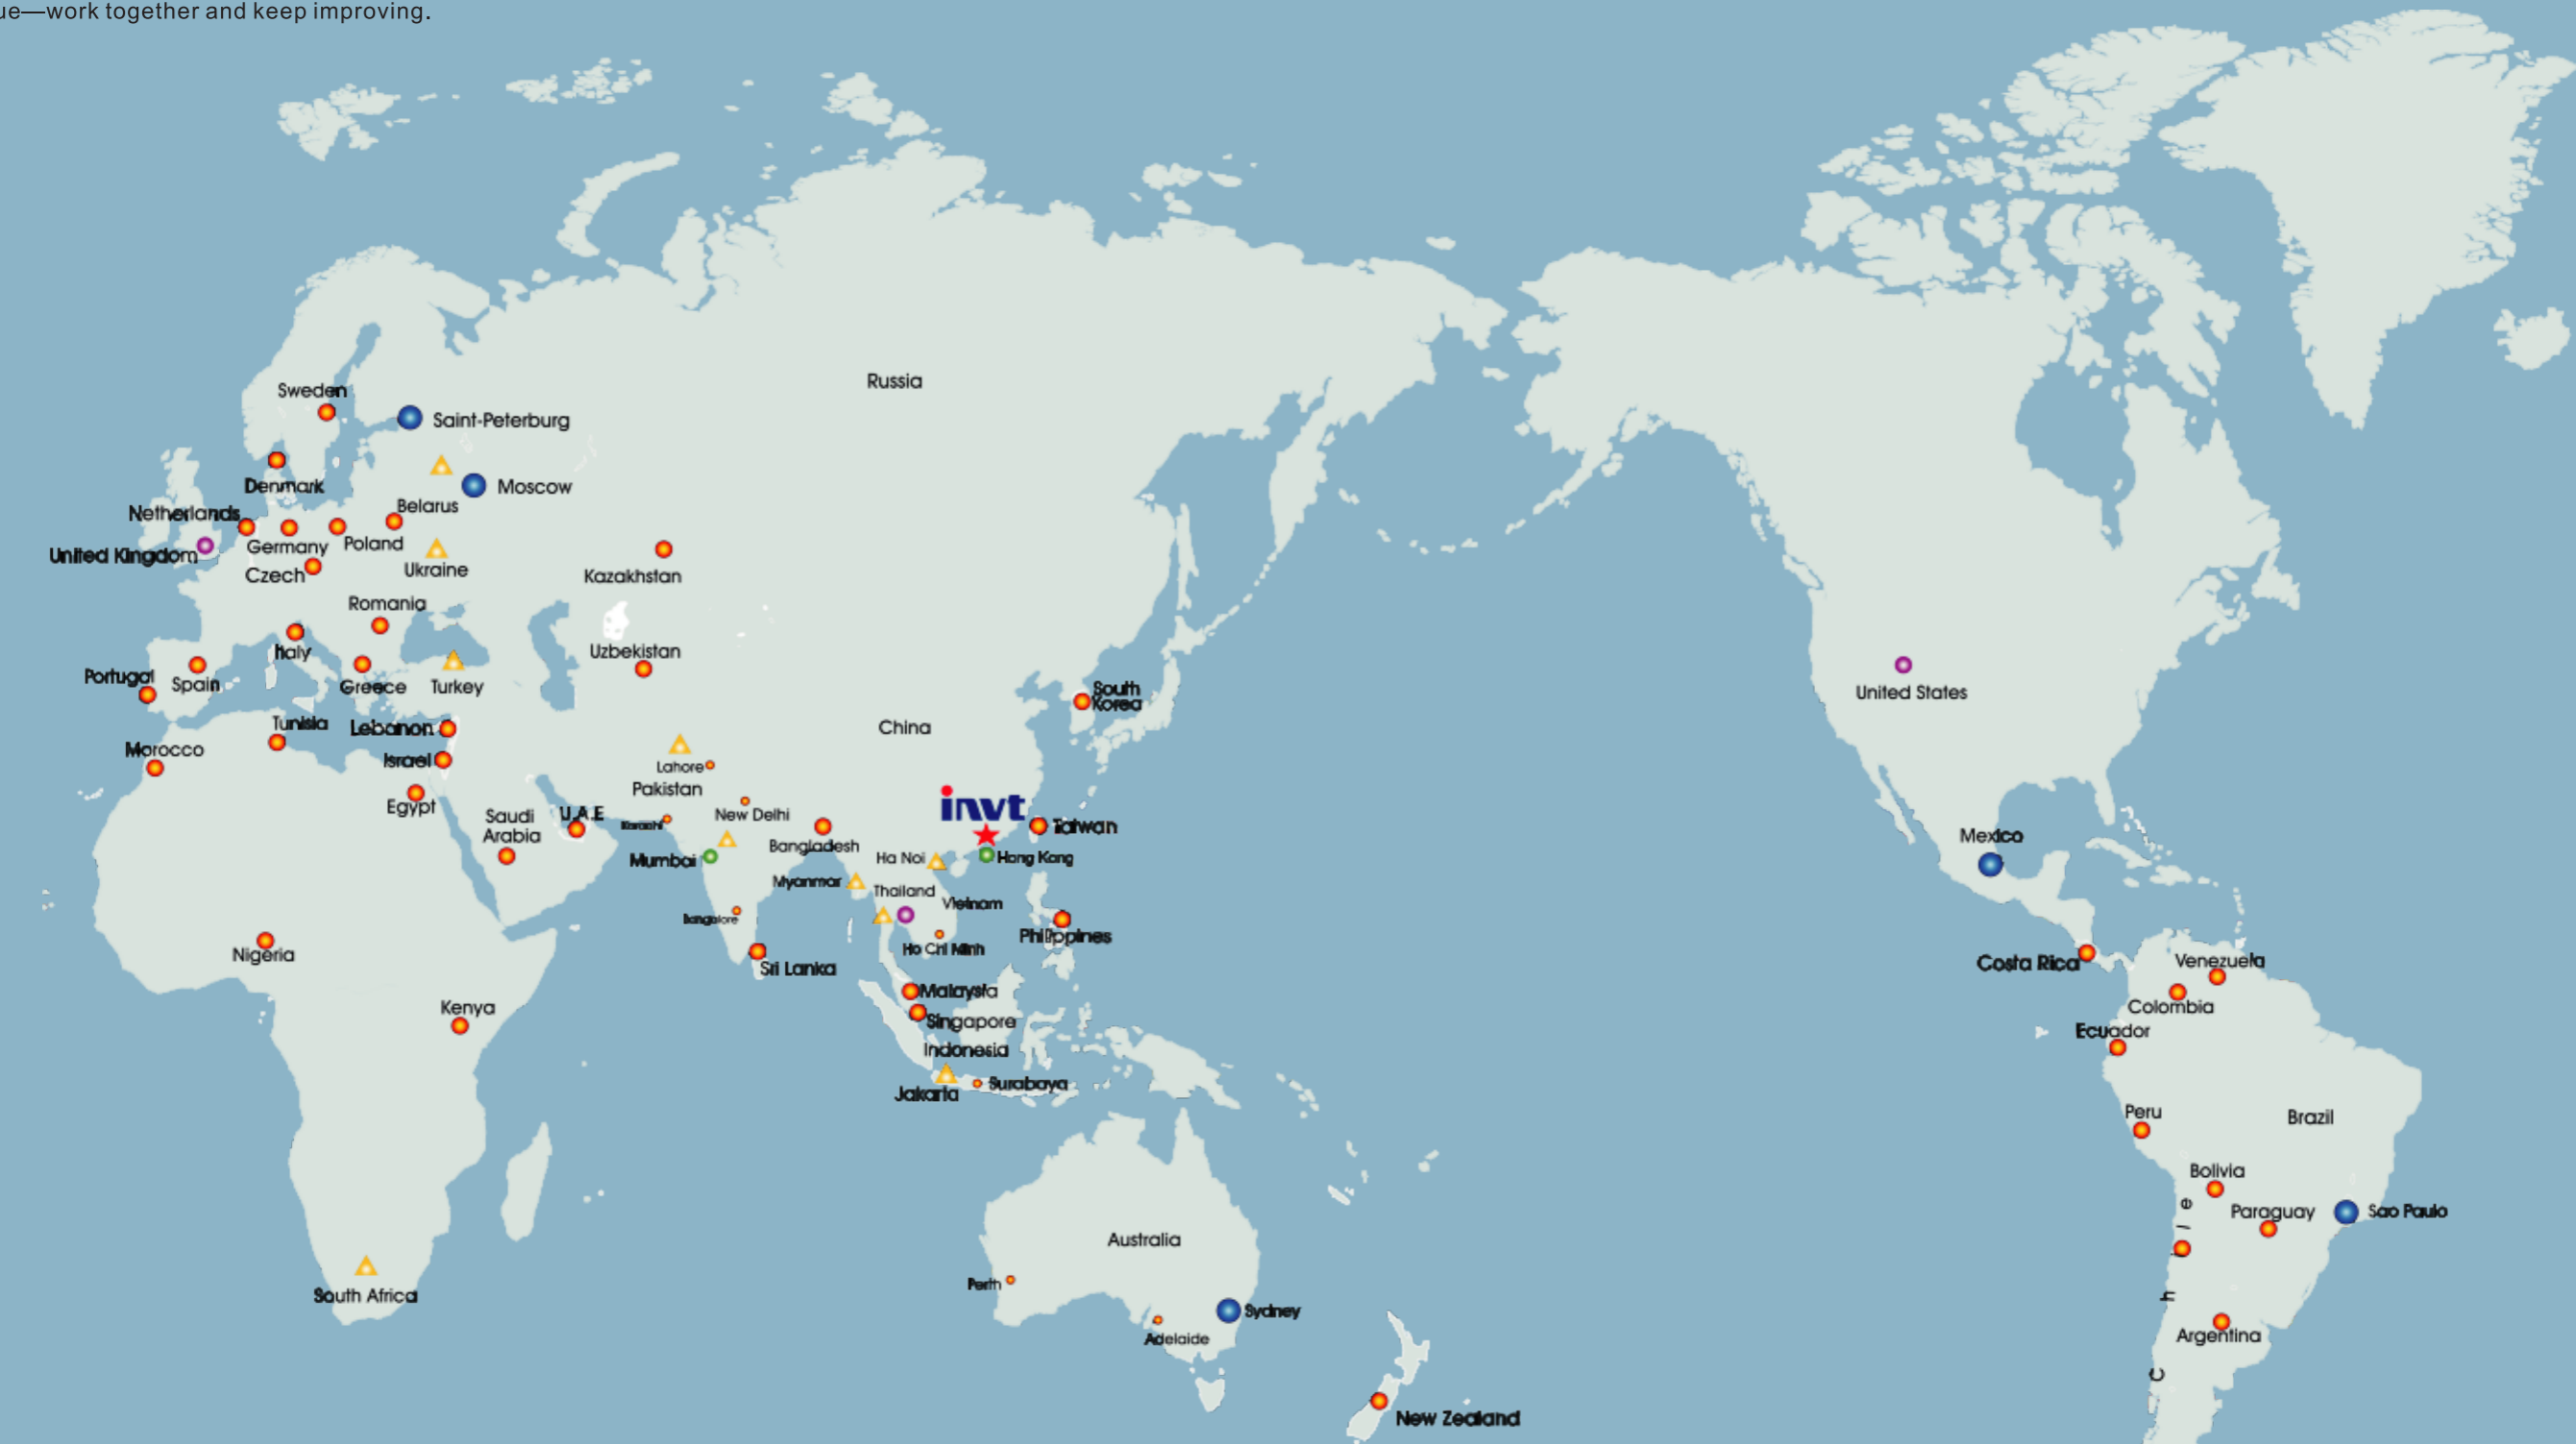 ue—work together and keep improving.
Russia
Sweden
Saint-Peterburg
Denmark
Moscow
Belarus
Netherlands
Germany
Poland
United Kingdom
Czech
Ukraine
Kazakhstan
Romania
Italy
Uzbekistan
Portugal
Spain
Greece
Turkey
South
Korea
United States
Tunisia
Lebanon
China
Morocco
Israel
Lahore
Pakistan
Egypt
Saudi
Arabia
U.A.E
New Delhi
Karachi
invt
Taiwan
Mexico
Bangladesh
Mumbai
Ha Noi
Hong Kong
Myanmar
Thailand
Vietnam
Bangalore
Philippines
Ho Chi Minh
Nigeria
Sri Lanka
Costa Rica
Venezuela
Malaysia
Colombia
Kenya
Singapore
Ecuador
Indonesia
Surabaya
Jakarta
Peru
Brazil
Bolivia
Paraguay
Sao Paulo
Chile
Australia
South Africa
Perth
Sydney
Adelaide
Argentina
New Zealand